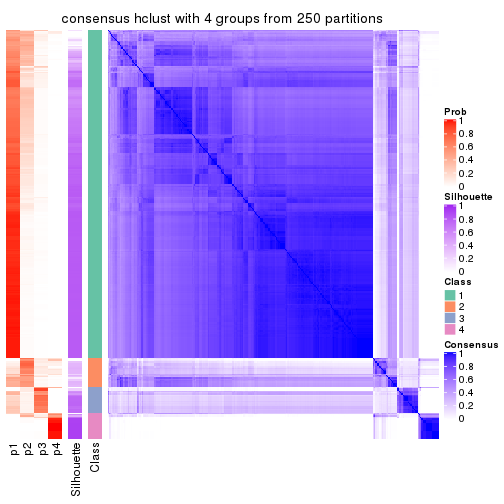 consensus hclust with 4 groups from 250 partitions
Prob
1
0.8
0.6
0.4
0.2
0
Silhouette
1
0.8
0.6
0.4
0.2
0
Class
1
2
3
4
Consensus
1
0.8
0.6
0.4
0.2
0
p1
p2
p3
p4
Silhouette
Class